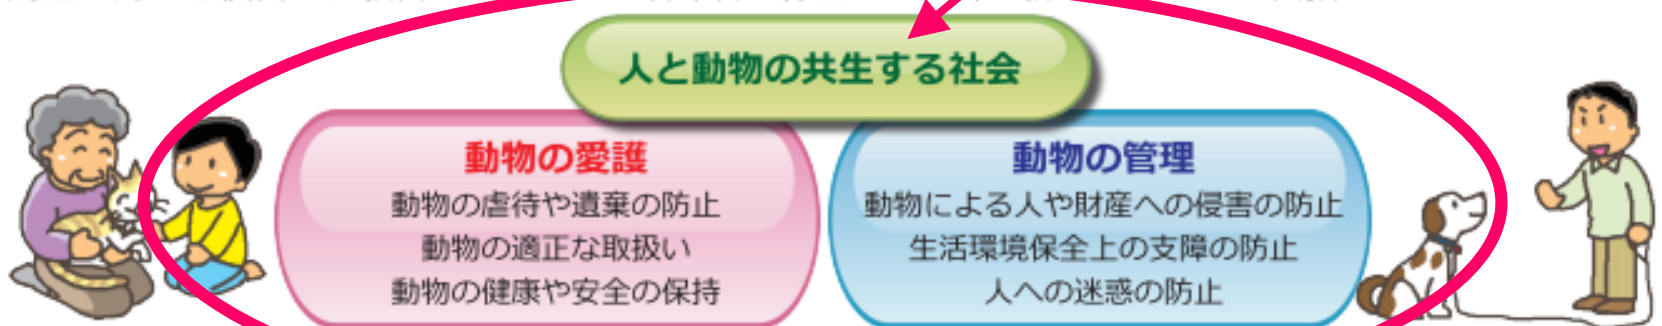 人と動物の共生する社会
動物の愛護
動物の虐待や遺棄の防止
動物の適正な取扱い
動物の健康や安全の保持
動物の管理
動物による人や財産への侵害の防止
生活環境保全上の支障の防止
人への迷惑の防止